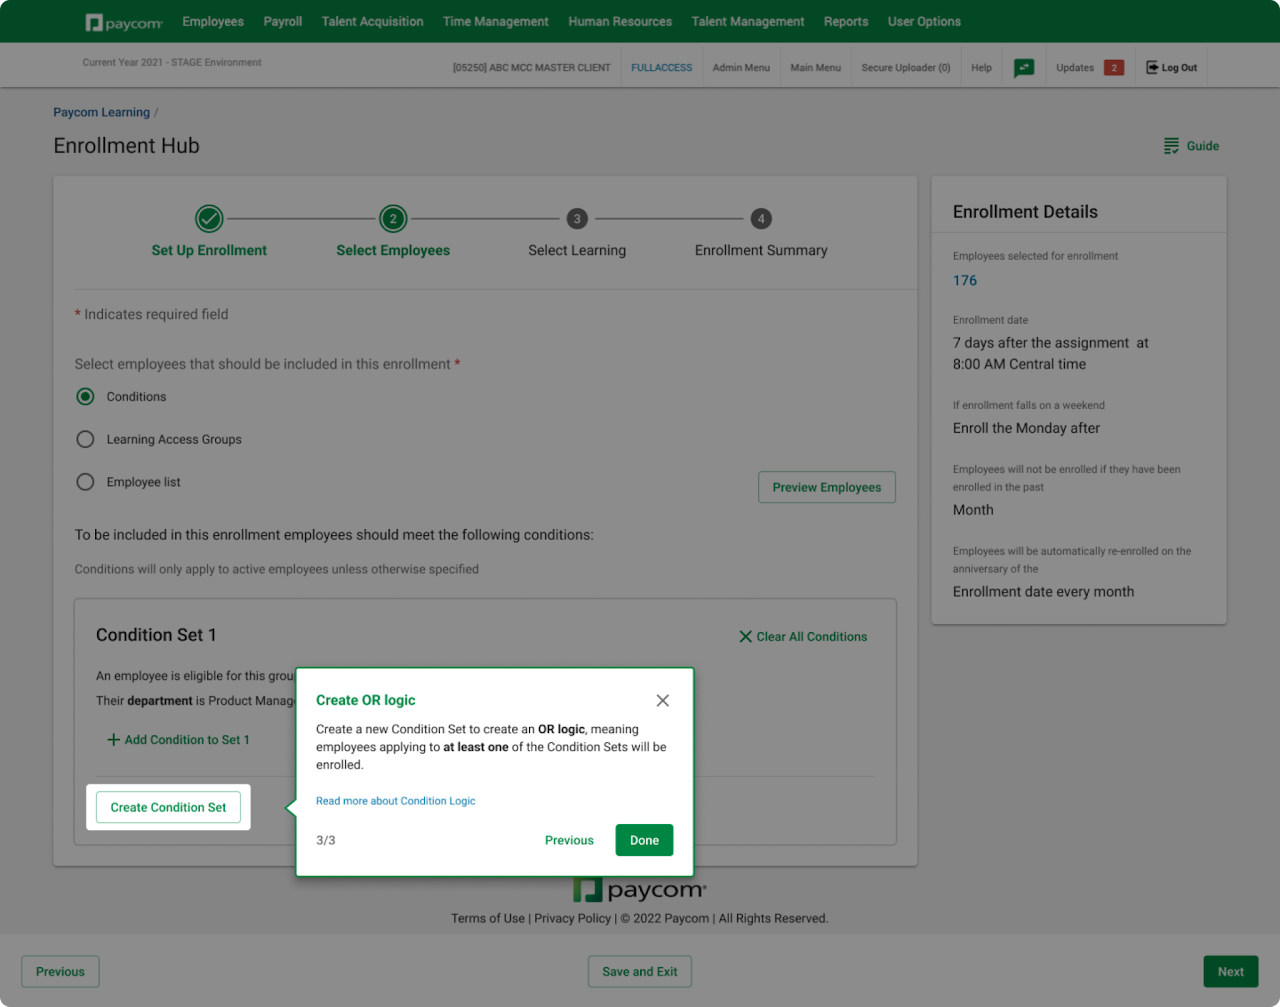 paycom
Employees Payroll Talent Acquisition Time Management Human Resources Talent Management Reports User Options
Current Year 2021 - STAGE Environment
[05250] ABC MCC MASTER CLIENT FULLACCESS Admin Menu Main Menu Secure Uploader (0) Help Updates 2 Log Out
Paycom Learning /
Enrollment Hub
Guide
2 3 4
Set Up Enrollment Select Employees Select Learning Enrollment Summary
* Indicates required field
Select employees that should be included in this enrollment *
Conditions
Learning Access Groups
Employee list
Preview Employees
To be included in this enrollment employees should meet the following conditions:
Conditions will only apply to active employees unless otherwise specified
Condition Set 1
Clear All Conditions
An employee is eligible for this grou
Their department is Product Manag
Add Condition to Set 1
Create Condition Set
Create OR logic
Create a new Condition Set to create an OR logic, meaning
employees applying to at least one of the Condition Sets will be
enrolled.
Read more about Condition Logic
3/3
Previous
Done
Enrollment Details
Employees selected for enrollment
176
Enrollment date
7 days after the assignment at
8:00 AM Central time
If enrollment falls on a weekend
Enroll the Monday after
Employees will not be enrolled if they have been
enrolled in the past
Month
Employees will be automatically re-enrolled on the
anniversary of the
Enrollment date every month
paycom
Terms of Use | Privacy Policy | © 2022 Paycom | All Rights Reserved.
Previous
Save and Exit
Next